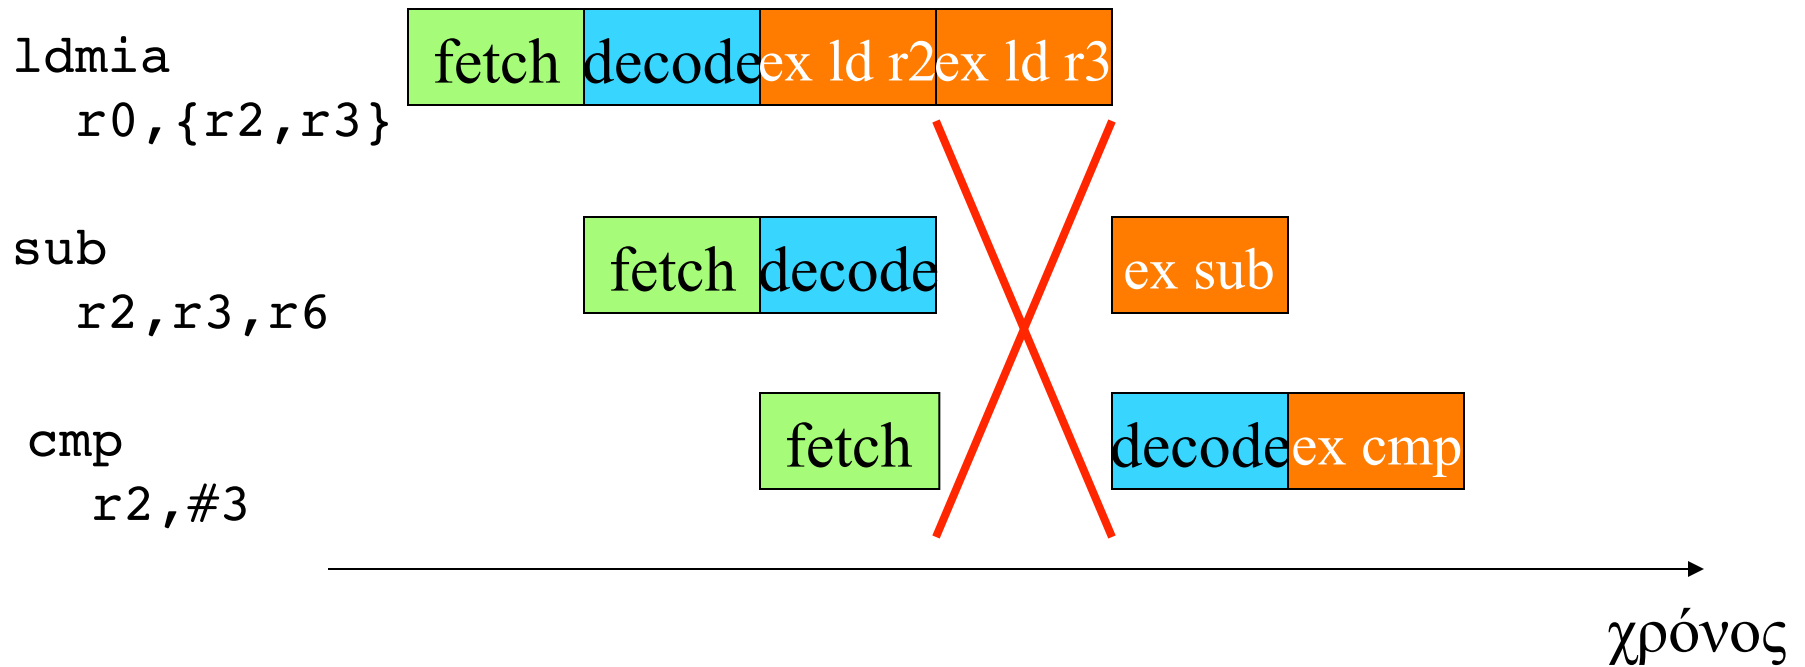 ldmia
r0,{r2,r3}
fetch decode ex ld r2 ex ld r3
sub
r2,r3,r6
fetch decode ex sub
cmp
r2,#3
fetch decode ex cmp
χρόνος